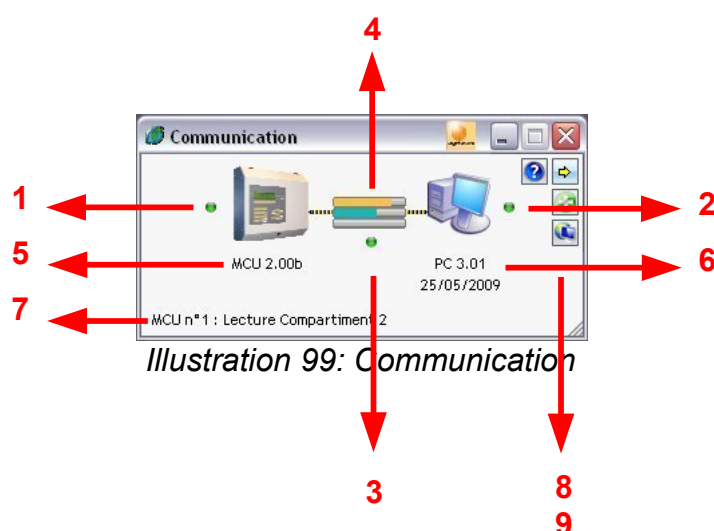 4
Communication
1
2
5
MCU 2.00b
PC 3.01
6
25/05/2009
7
MCU n°1 : Lecture Compartiment 2
Illustration 99: Communication
3
8
9